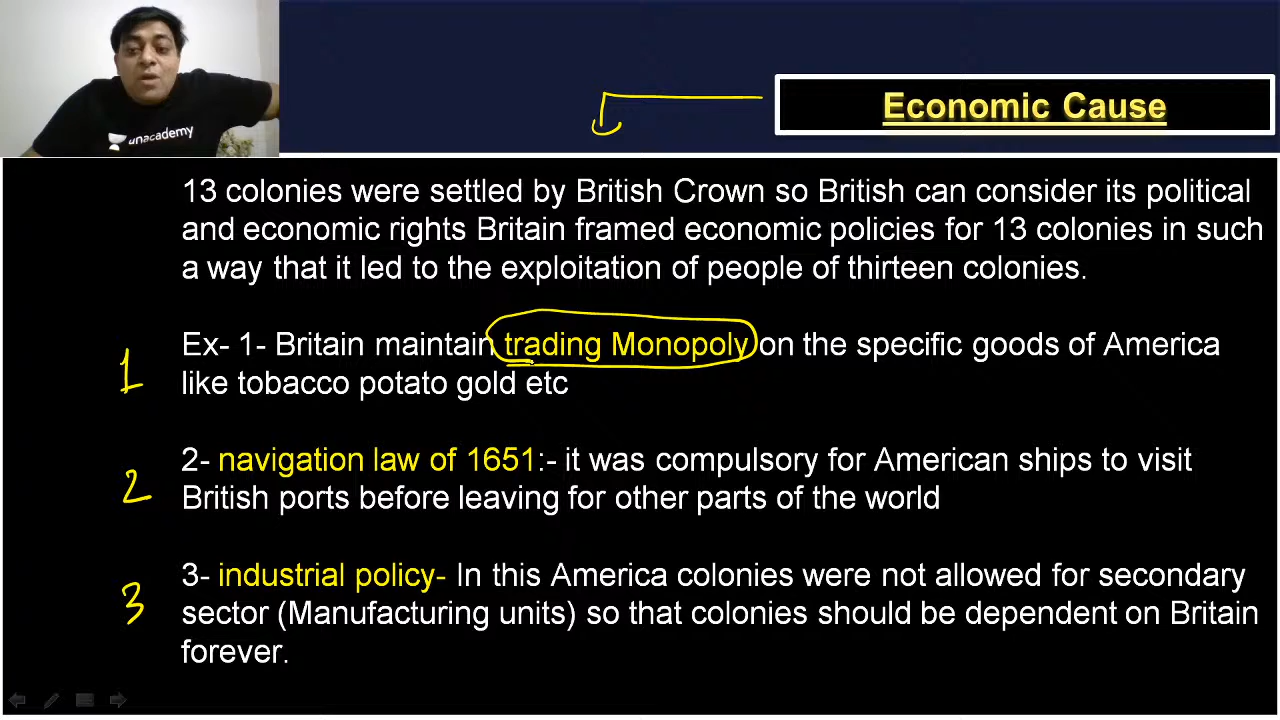 unacademy
Economic Cause
13 colonies were settled by British Crown so British can consider its political
and economic rights Britain framed economic policies for 13 colonies in such
a way that it led to the exploitation of people of thirteen colonies.
1
Ex- 1- Britain maintain trading Monopoly on the specific goods of America
like tobacco potato gold etc
2
2- navigation law of 1651:- it was compulsory for American ships to visit
British ports before leaving for other parts of the world
3
3- industrial policy- In this America colonies were not allowed for secondary
sector (Manufacturing units) so that colonies should be dependent on Britain
forever.